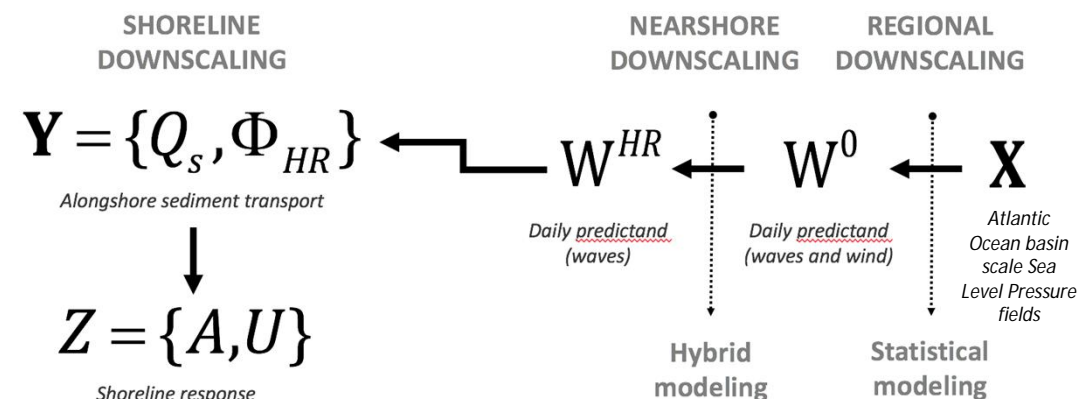 SHORELINE
DOWNSCALING
NEARSHORE
DOWNSCALING
REGIONAL
DOWNSCALING
Y = {Qs, ΦHR}
Alongshore sediment transport
W^HR
Daily predictand
(waves)
W^0
Daily predictand
(waves and wind)
X
Atlantic
Ocean basin
scale Sea
Level Pressure
fields
Z = {A,U}
Shoreline response
Hybrid
modeling
Statistical
modeling